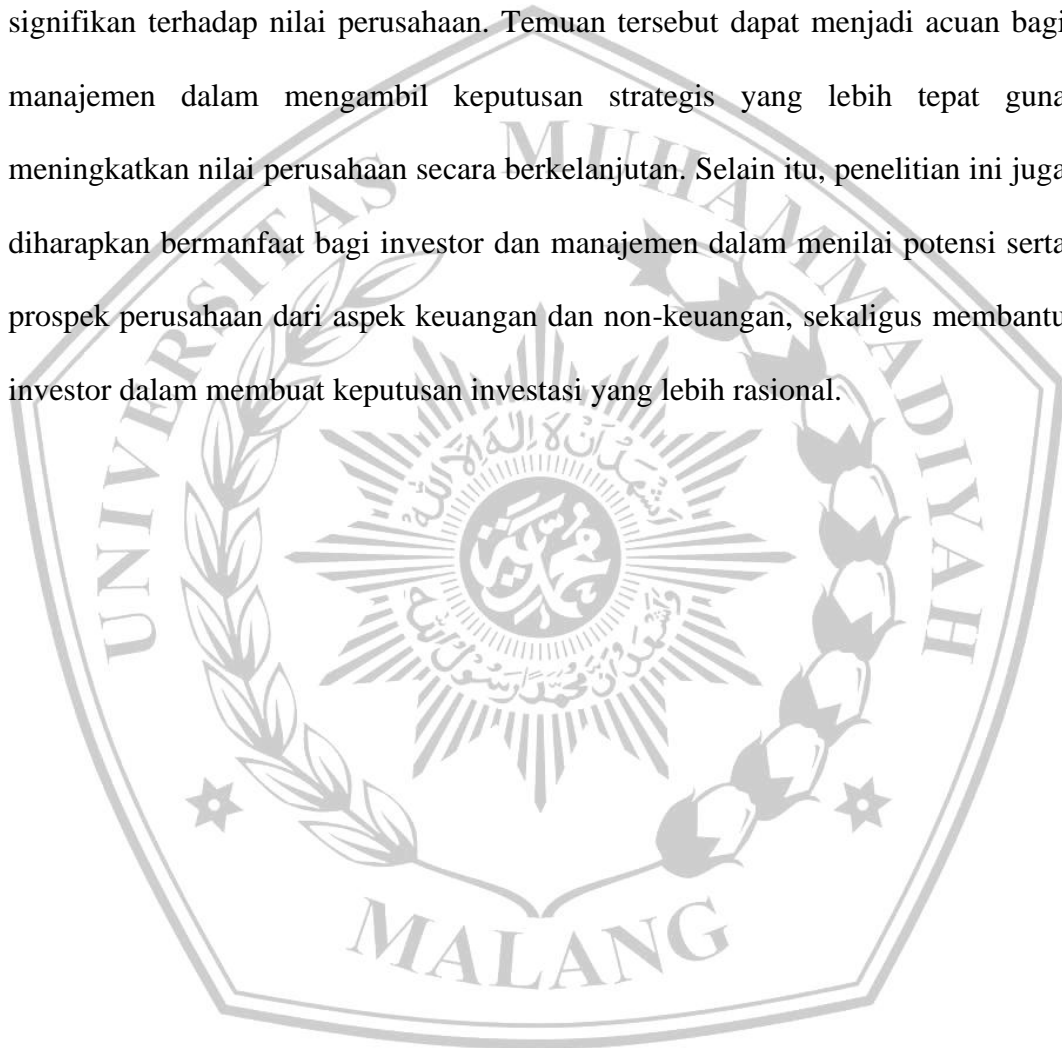 signifikan terhadap nilai perusahaan. Temuan tersebut dapat menjadi acuan bagi
manajemen dalam mengambil keputusan strategis yang lebih tepat guna
meningkatkan nilai perusahaan secara berkelanjutan. Selain itu, penelitian ini juga
diharapkan bermanfaat bagi investor dan manajemen dalam menilai potensi serta
prospek perusahaan dari aspek keuangan dan non-keuangan, sekaligus membantu
investor dalam membuat keputusan investasi yang lebih rasional.
UNIVERSITAS MUHAMMADIYAH
MALANG